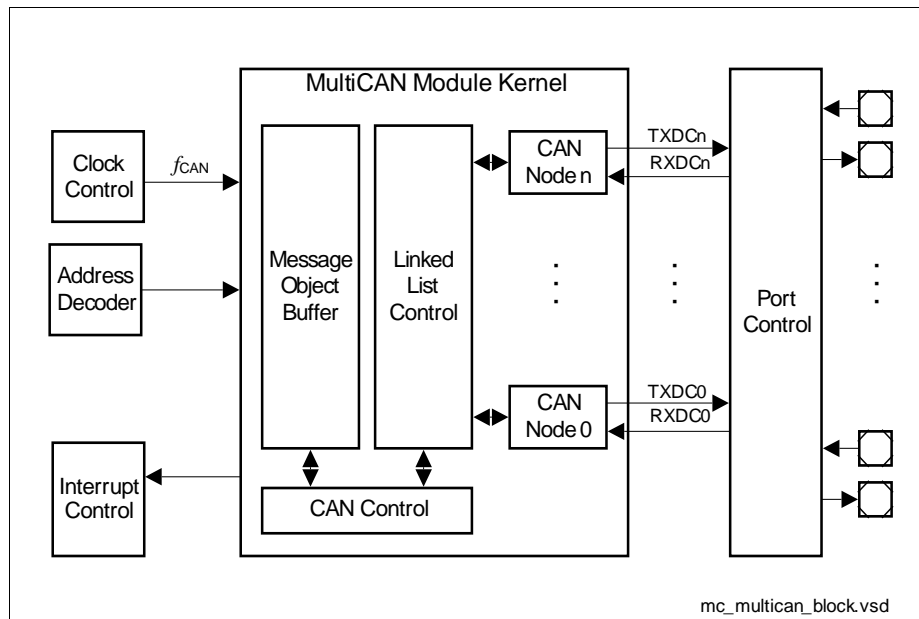 MultiCAN Module Kernel
Clock
Control
fCAN
Address
Decoder
Interrupt
Control
Message
Object
Buffer
Linked
List
Control
CAN Control
CAN
Node n
CAN
Node 0
TXDCn
RXDCn
TXDC0
RXDC0
Port
Control
mc_multican_block.vsd